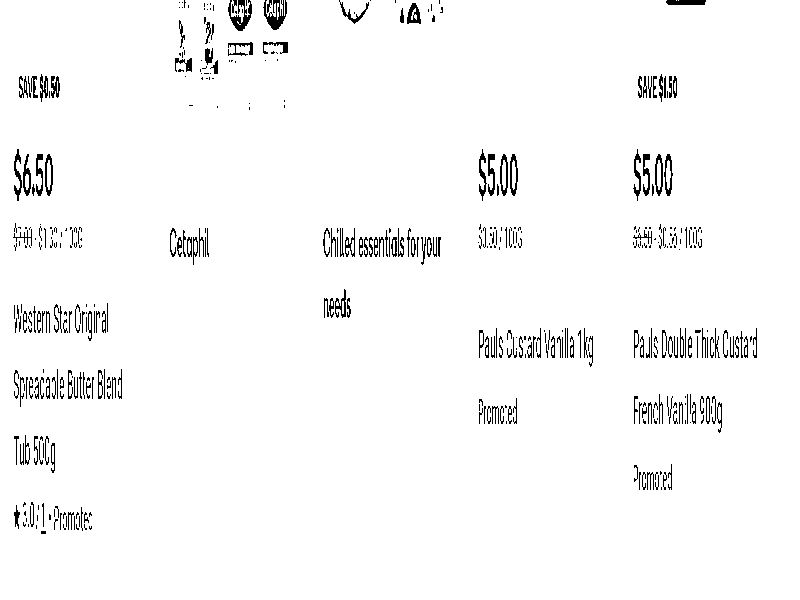 SAVE $0.50
$6.50
$7.00 - $1.30 / 100G
Western Star Original
Spreadable Butter Blend
Tub 500g
★ 3.0 / 1 • Promoted
Cetaphil
Chilled essentials for your
needs
$5.00
$0.50 / 100G
Pauls Custard Vanilla 1kg
Promoted
SAVE $1.50
$5.00
$6.50 - $0.56 / 100G
Pauls Double Thick Custard
French Vanilla 900g
Promoted